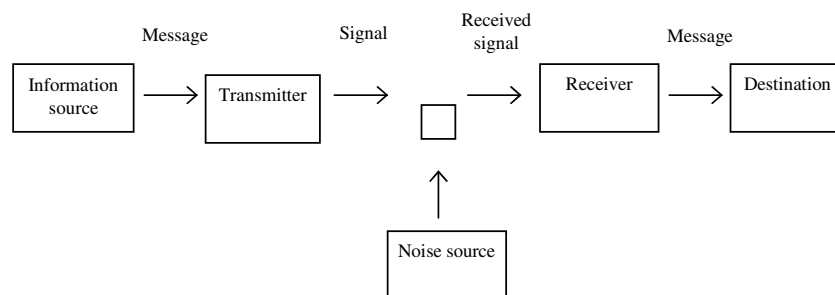 Message
Signal
Received
signal
Message
Information
source
Transmitter
Receiver
Destination
Noise source